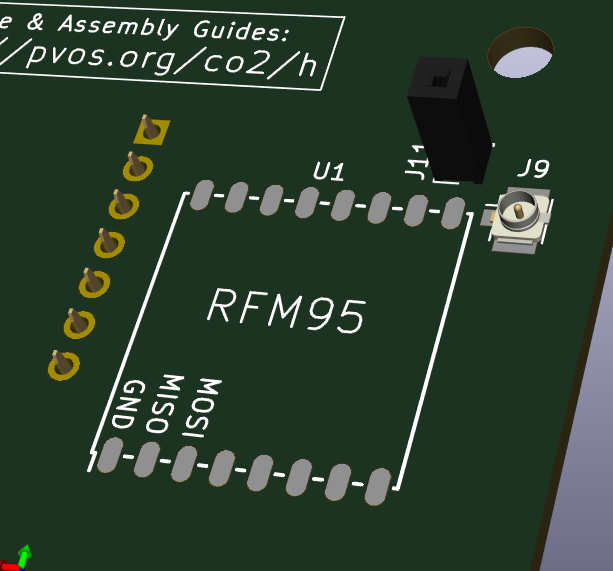 e & Assembly Guides:
//pvos.org/co2/h
U1
J11
J9
RFM95
GND
MISO
MOSI